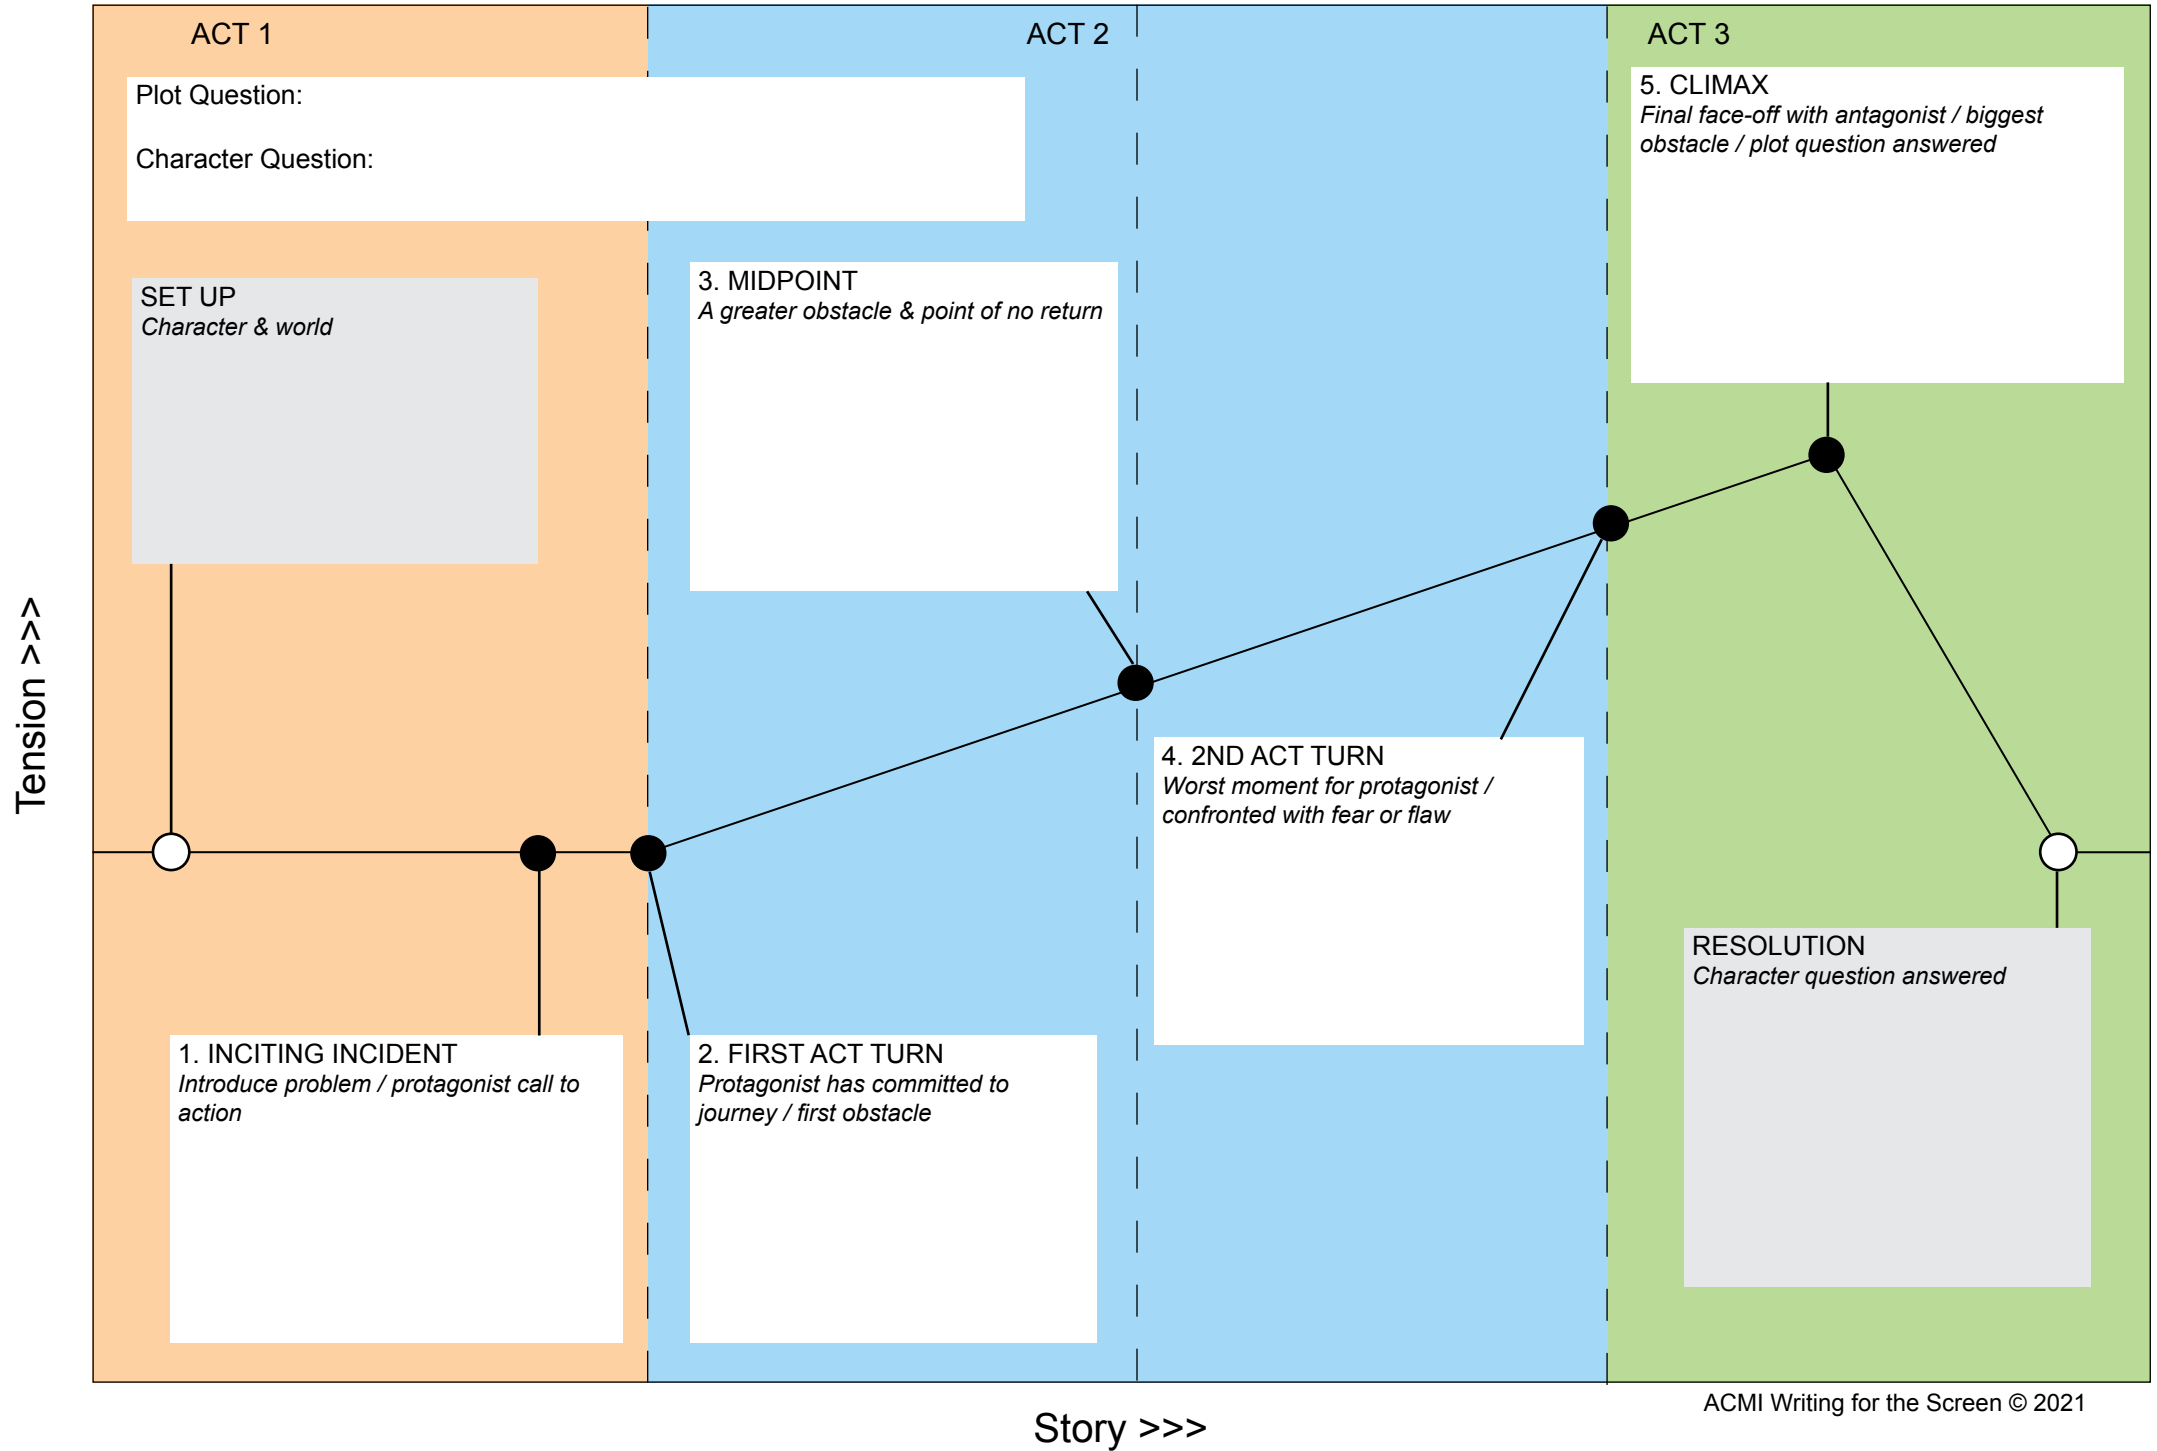 ACT 1
ACT 2
ACT 3
Plot Question:
Character Question:
SET UP
Character & world
3. MIDPOINT
A greater obstacle & point of no return
5. CLIMAX
Final face-off with antagonist / biggest
obstacle / plot question answered
Tension >>>
4. 2ND ACT TURN
Worst moment for protagonist /
confronted with fear or flaw
1. INCITING INCIDENT
Introduce problem / protagonist call to
action
2. FIRST ACT TURN
Protagonist has committed to
journey / first obstacle
RESOLUTION
Character question answered
ACMI Writing for the Screen © 2021
Story >>>